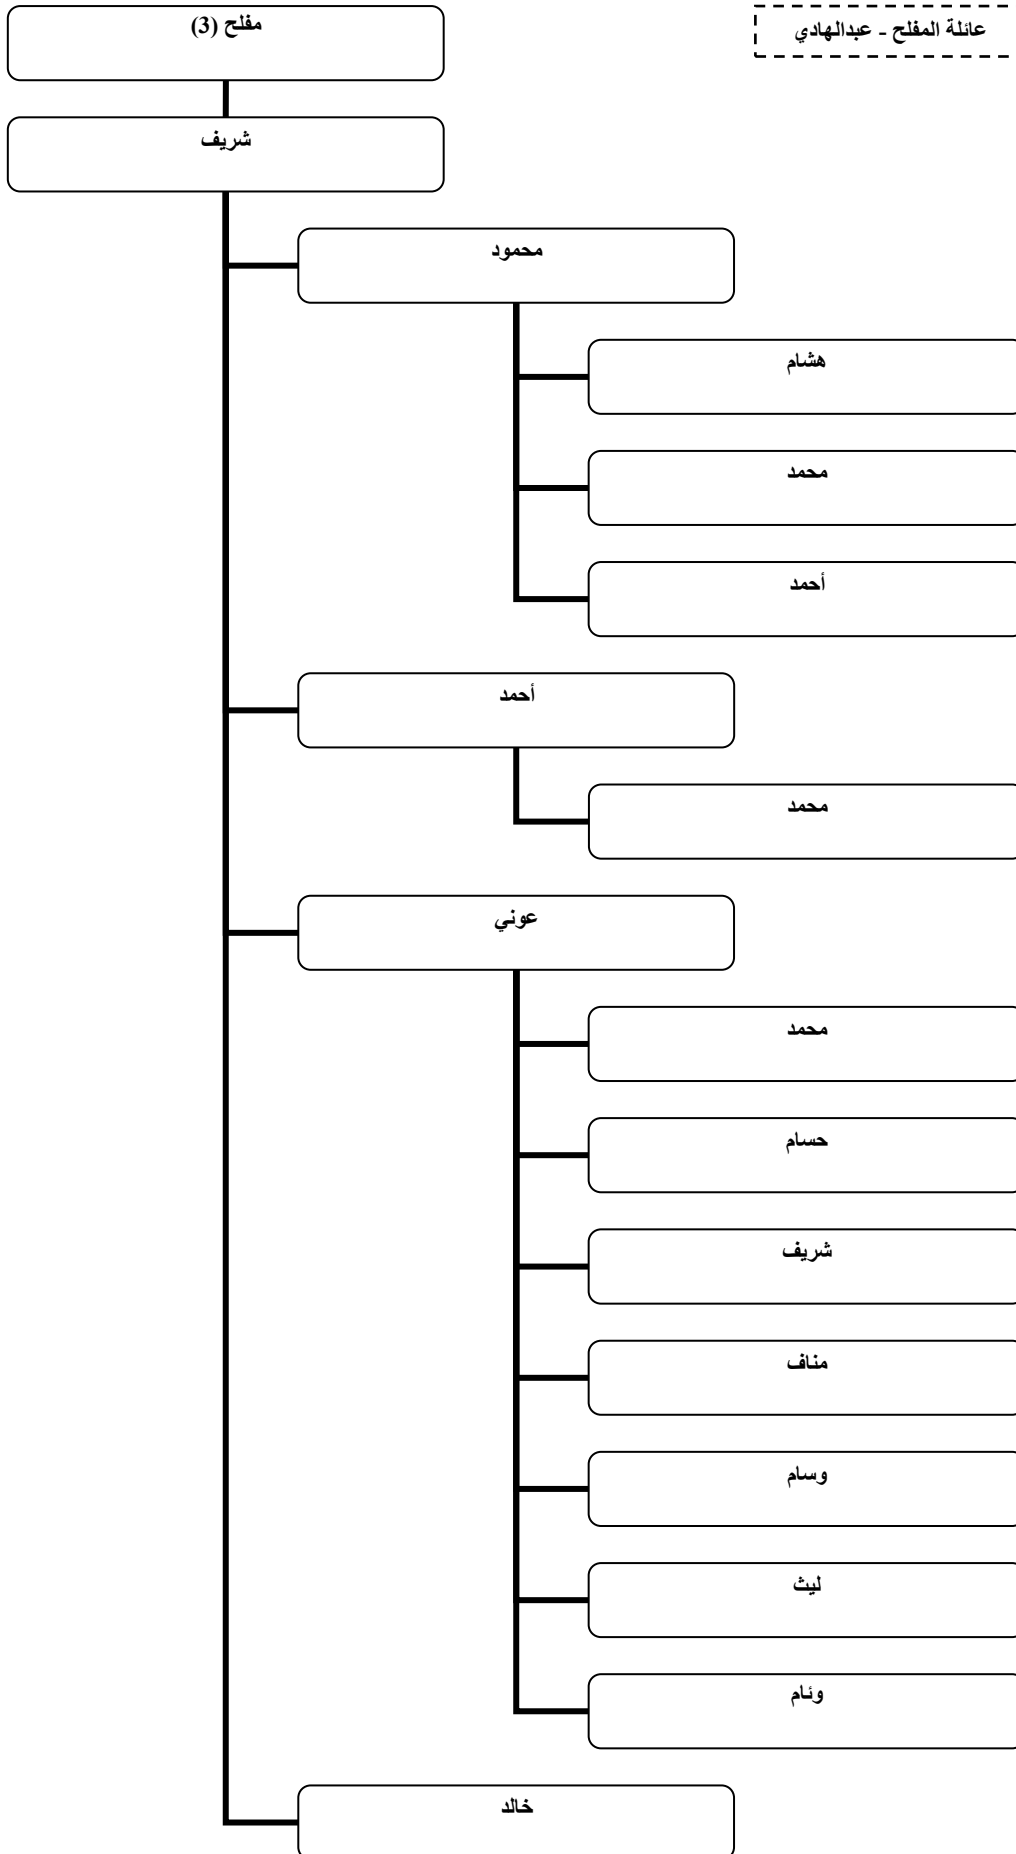 عائلة المفلح - عبدالهادي
مفلح (3)
شريف
محمود
هشام
محمد
أحمد
أحمد
محمد
عوني
محمد
حسام
شريف
مناف
وسام
ليث
وئام
خالد